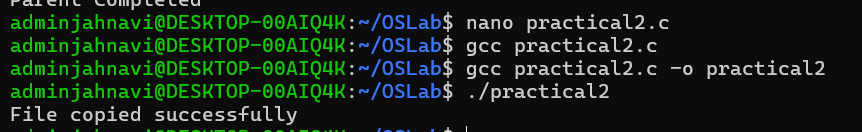 Parent Completed
adminjahnavi@DESKTOP-00AIQ4K:~/OSLab$ nano practical2.c
adminjahnavi@DESKTOP-00AIQ4K:~/OSLab$ gcc practical2.c
adminjahnavi@DESKTOP-00AIQ4K:~/OSLab$ gcc practical2.c -o practical2
adminjahnavi@DESKTOP-00AIQ4K:~/OSLab$ ./practical2
File copied successfully